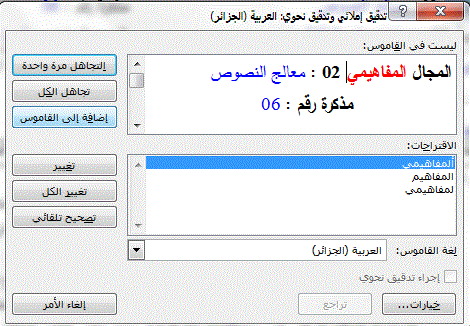 تدقيق إملائي وتدقيق نحوي: العربية (الجزائر)
ليست في القاموس:
المجال المفاهيمي 02 : معالج النصوص
مذكرة رقم : 06
التجاهل مرة واحدة
تجاهل الكل
إضافة إلى القاموس
الاقتراحات:
ألمفاهيمي
المفاهيم
لمفاهيمي
تغيير
تغيير الكل
تصحيح تلقائي
لغة القاموس: العربية (الجزائر)
إجراء تدقيق نحوي
خيارات... تراجع إلغاء الأمر